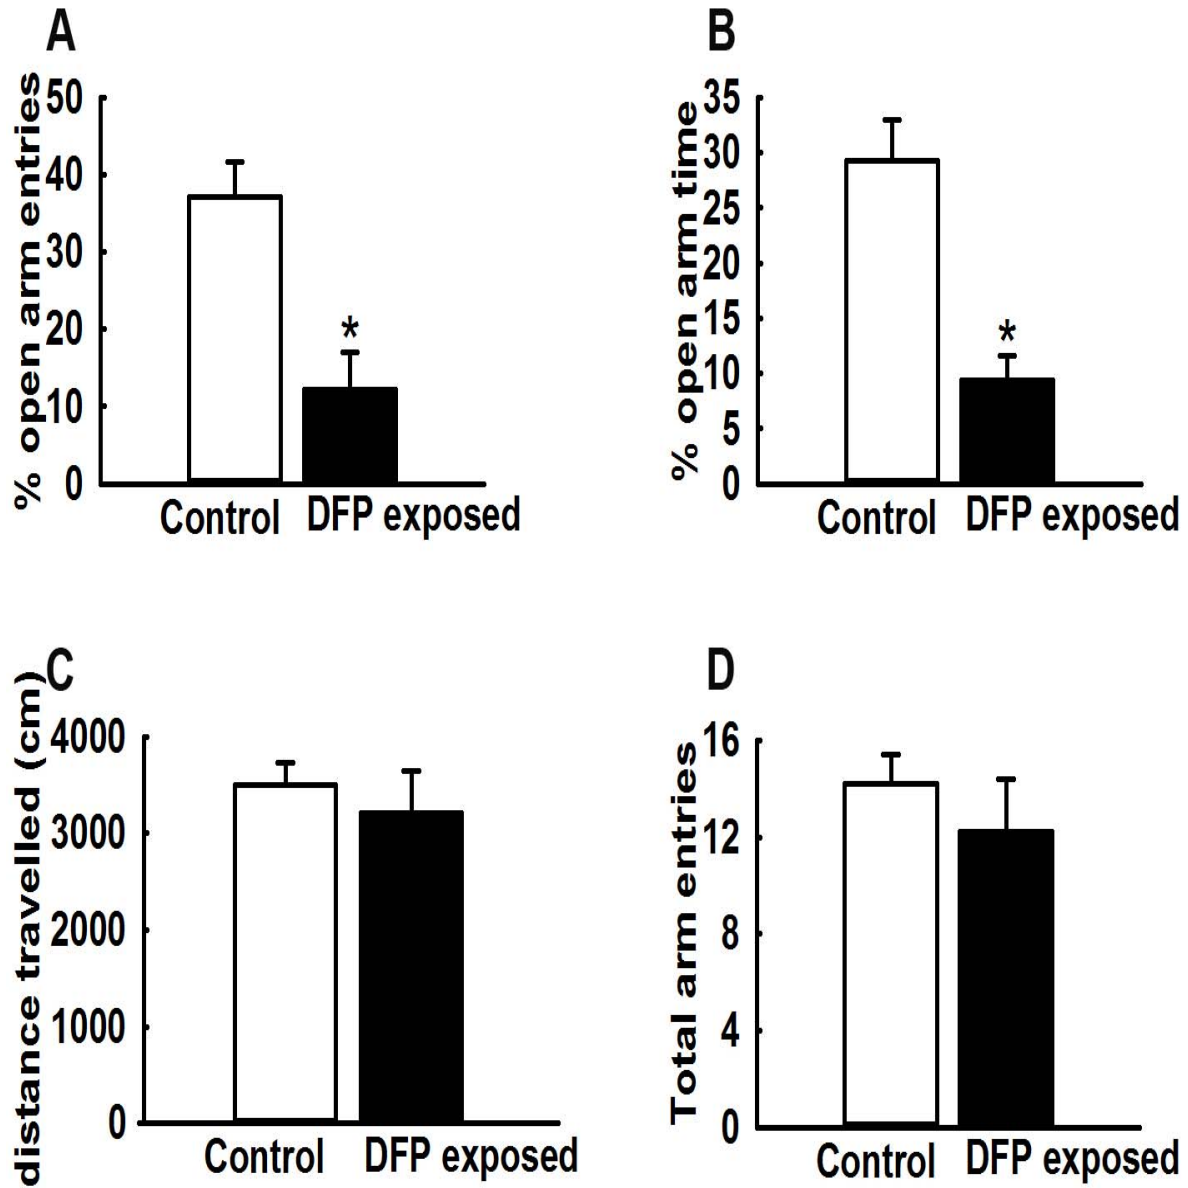 A
% open arm entries
50
40
30
20
10
0
*
Control
DFP exposed
B
% open arm time
35
30
25
20
15
10
5
0
*
Control
DFP exposed
C
distance travelled (cm)
4000
3000
2000
1000
0
Control
DFP exposed
D
Total arm entries
16
12
8
4
0
Control
DFP exposed